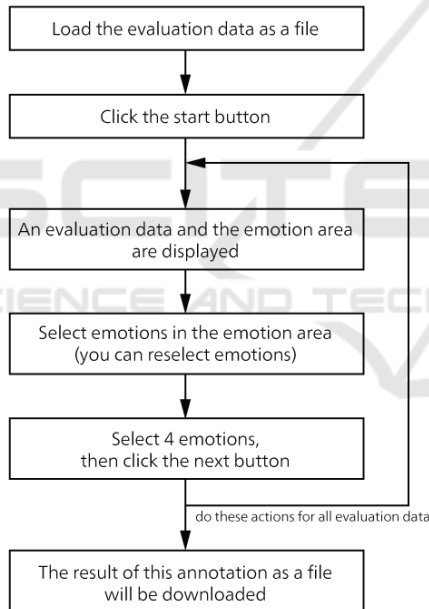 Load the evaluation data as a file
Click the start button
An evaluation data and the emotion area
are displayed
Select emotions in the emotion area
(you can reselect emotions)
Select 4 emotions,
then click the next button
do these actions for all evaluation data
The result of this annotation as a file
will be downloaded